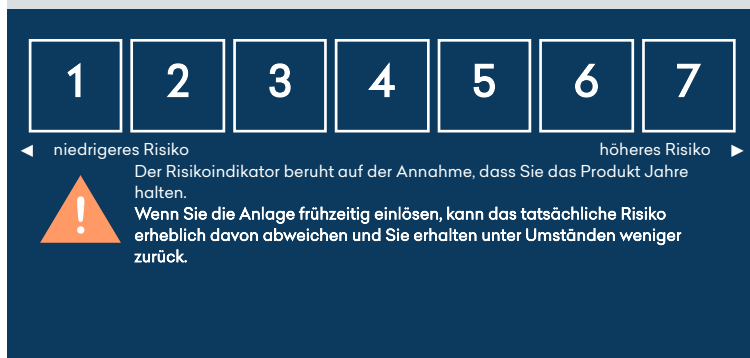 1 2 3 4 5 6 7
◄ niedrigeres Risiko höheres Risiko ►
Der Risikoindikator beruht auf der Annahme, dass Sie das Produkt Jahre
halten.
Wenn Sie die Anlage frühzeitig einlösen, kann das tatsächliche Risiko
erheblich davon abweichen und Sie erhalten unter Umständen weniger
zurück.